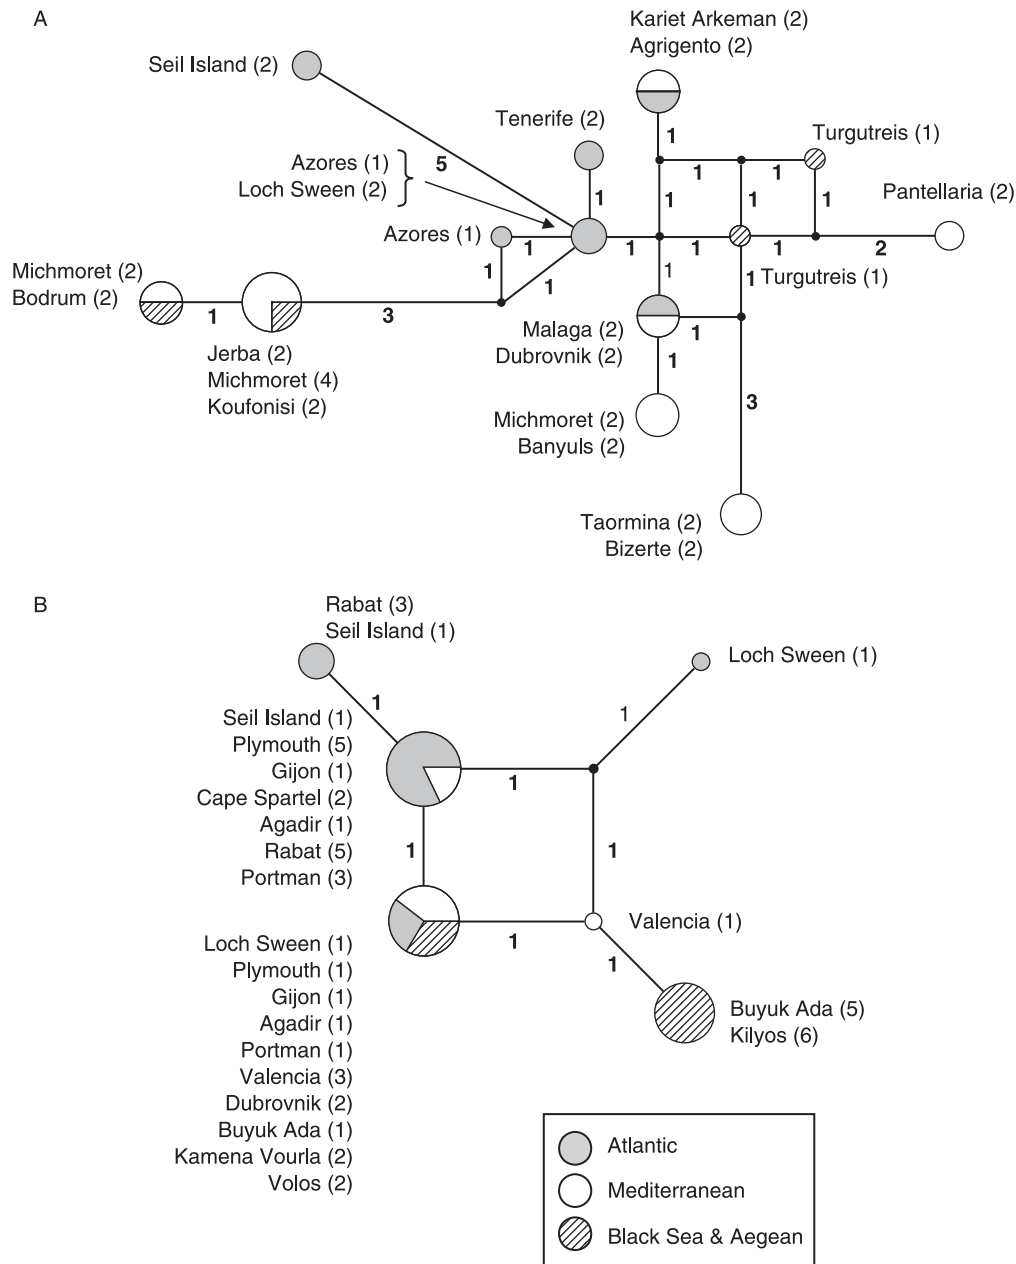 A
Kariet Arkeman (2)
Agrigento (2)
Seil Island (2)
Tenerife (2)
1
Turgutreis (1)
Azores (1)
Loch Sween (2)
5
1
1
1
1
1
Pantellaria (2)
1
Azores (1)
1
1
1
1
2
Michmoret (2)
Bodrum (2)
1
1
1
1
Turgutreis (1)
1
3
Jerba (2)
Michmoret (4)
Koufonisi (2)
Malaga (2)
Dubrovnik (2)
1
1
3
Michmoret (2)
Banyuls (2)
Taormina (2)
Bizerte (2)
B
Rabat (3)
Seil Island (1)
Loch Sween (1)
1
1
Seil Island (1)
Plymouth (5)
Gijon (1)
Cape Spartel (2)
Agadir (1)
Rabat (5)
Portman (3)
1
1
1
Loch Sween (1)
Plymouth (1)
Gijon (1)
Agadir (1)
Portman (1)
Valencia (3)
Dubrovnik (2)
Buyuk Ada (1)
Kamena Vourla (2)
Volos (2)
1
Valencia (1)
1
Buyuk Ada (5)
Kilyos (6)
Atlantic
Mediterranean
Black Sea & Aegean